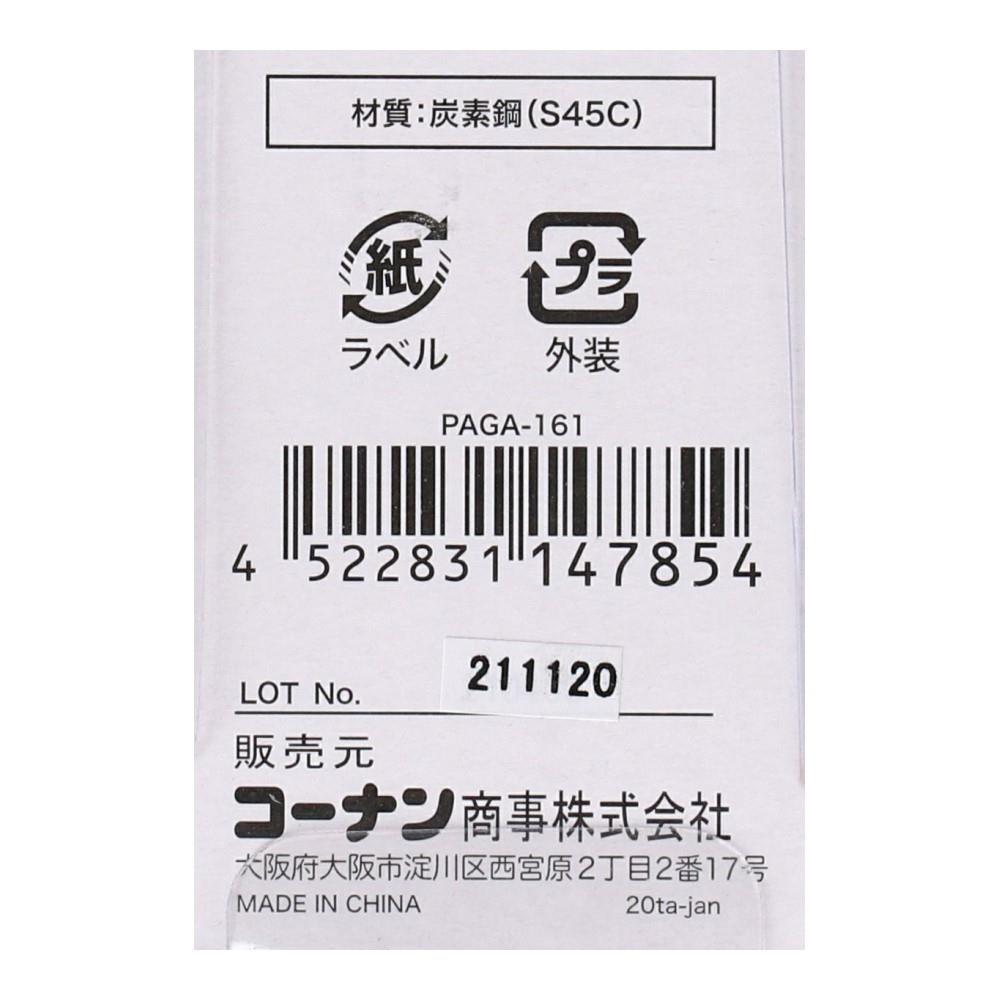 材質:炭素鋼(S45C)
紙 プラ
ラベル 外装
PAGA-161
4 522831 147854
LOT No. 211120
販売元
コーナン商事株式会社
大阪府大阪市淀川区西宮原2丁目2番17号
MADE IN CHINA 20ta-jan